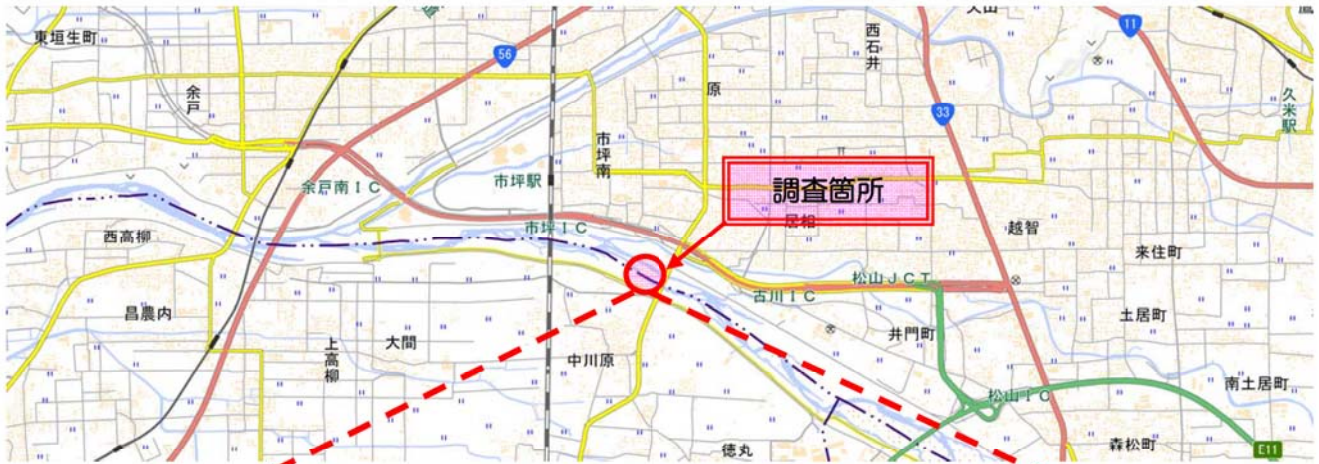 久米駅
11
56
33
東垣生町
余戸
西石井
原
市坪南
市坪駅
余戸南IC
市坪IC
調査箇所
居相
越智
来住町
西高柳
松山JCT
古川IC
昌農内
上高柳
大間
中川原
井門町
土居町
南土居町
松山IC
徳丸
森松町
E11